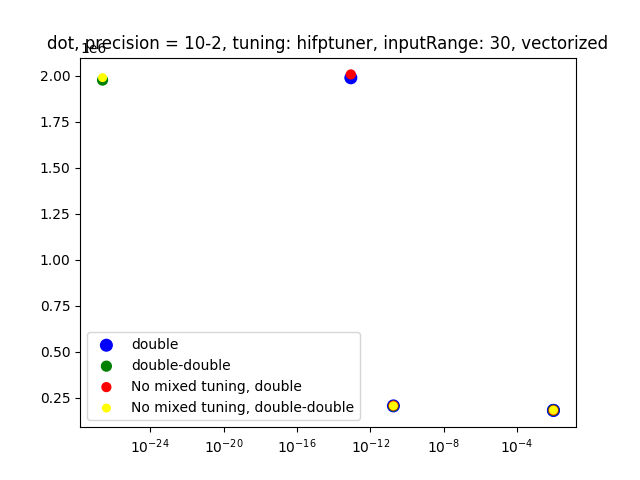 dot, precision = 10-2, tuning: hifptuner, inputRange: 30, vectorized
1e6
2.00
1.75
1.50
1.25
1.00
0.75
0.50
0.25
double
double-double
No mixed tuning, double
No mixed tuning, double-double
10⁻²⁴ 10⁻²⁰ 10⁻¹⁶ 10⁻¹² 10⁻⁸ 10⁻⁴